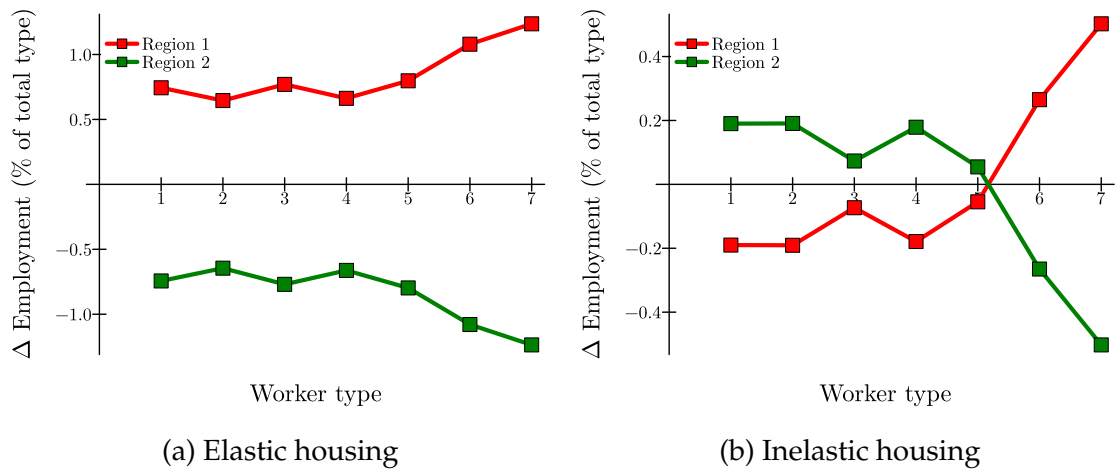 Δ Employment (% of total type)
1.0
0.5
−0.5
−1.0
Region 1
Region 2
1 2 3 4 5 6 7
Worker type
(a) Elastic housing
Δ Employment (% of total type)
0.4
0.2
−0.2
−0.4
Region 1
Region 2
1 2 3 4 5 6 7
Worker type
(b) Inelastic housing